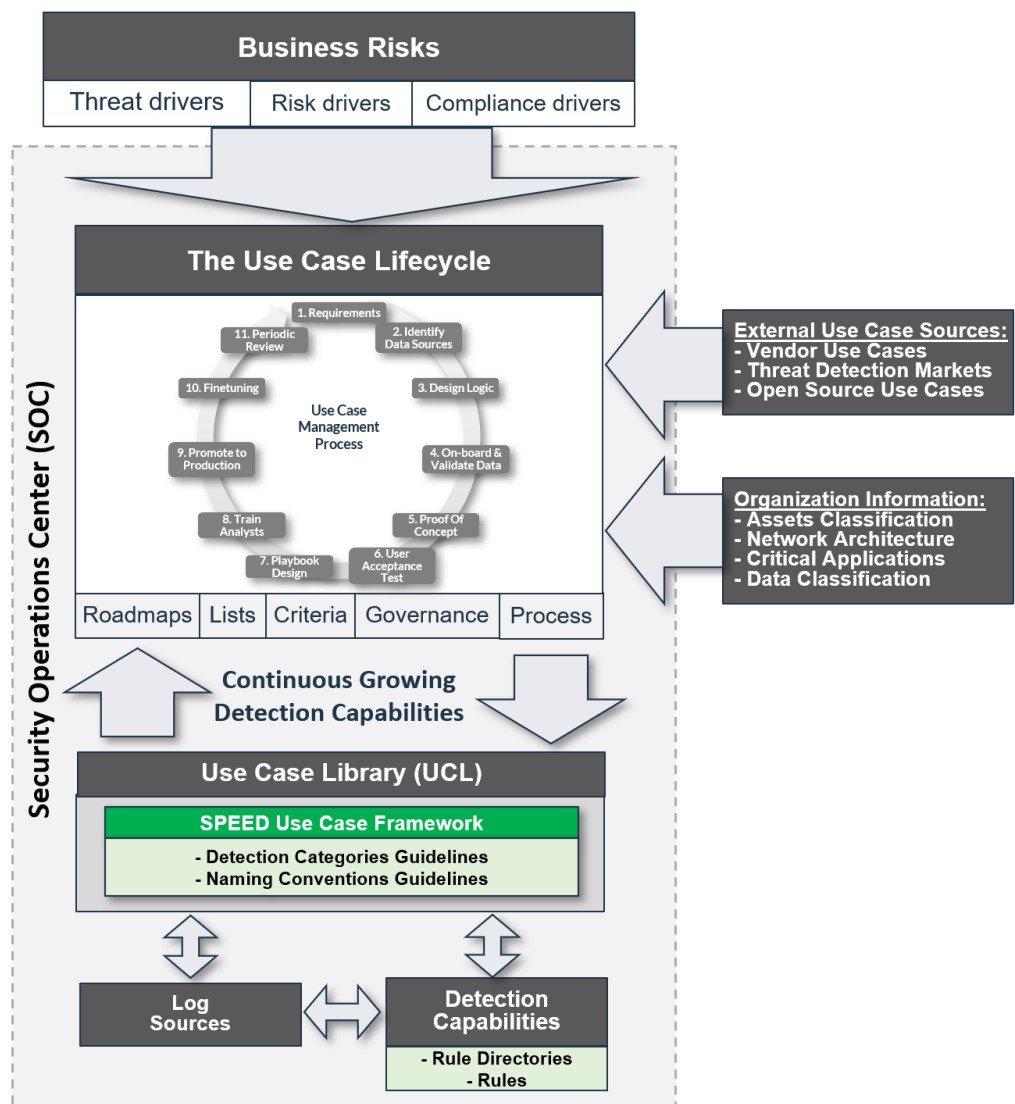 Business Risks
Threat drivers
Risk drivers
Compliance drivers
The Use Case Lifecycle
1. Requirements
2. Identify
Data Sources
3. Design Logic
4. On-board &
Validate Data
5. Proof Of
Concept
6. User
Acceptance
Test
7. Playbook
Design
8. Train
Analysts
9. Promote to
Production
10. Finetuning
11. Periodic
Review
Use Case
Management
Process
Roadmaps
Lists
Criteria
Governance
Process
External Use Case Sources:
- Vendor Use Cases
- Threat Detection Markets
- Open Source Use Cases
Organization Information:
- Assets Classification
- Network Architecture
- Critical Applications
- Data Classification
Security Operations Center (SOC)
Continuous Growing
Detection Capabilities
Use Case Library (UCL)
SPEED Use Case Framework
- Detection Categories Guidelines
- Naming Conventions Guidelines
Log
Sources
Detection
Capabilities
- Rule Directories
- Rules